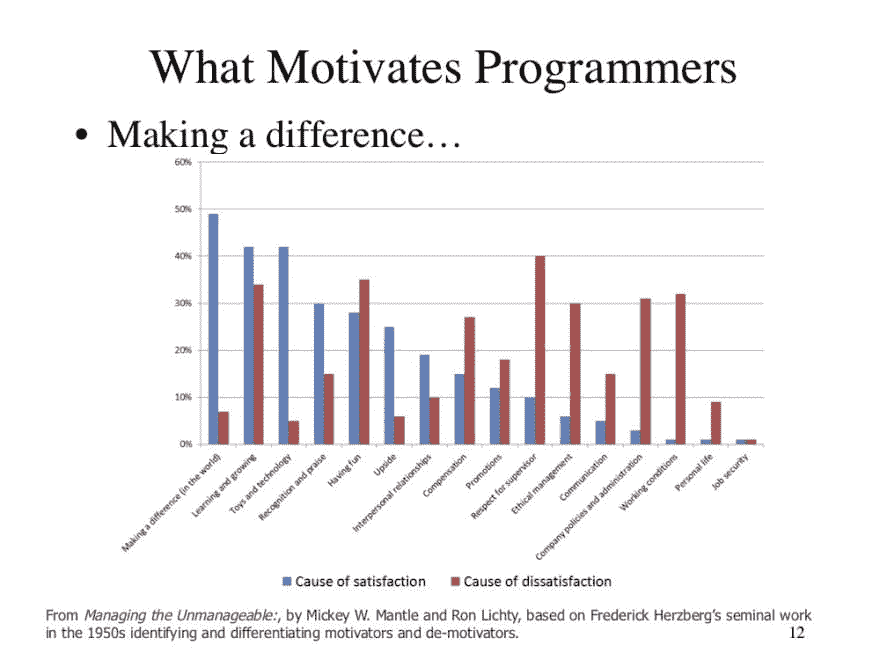 What Motivates Programmers
• Making a difference…
60%
50%
40%
30%
20%
10%
0%
Making a difference (in the world)
Learning and growing
Toys and technology
Recognition and praise
Having fun
Upside
Interpersonal relationships
Compensation
Promotions
Respect for supervisor
Ethical management
Communication
Company policies and administration
Working conditions
Personal life
Job security
Cause of satisfaction
Cause of dissatisfaction
From Managing the Unmanageable:, by Mickey W. Mantle and Ron Lichty, based on Frederick Herzberg's seminal work
in the 1950s identifying and differentiating motivators and de-motivators.
12